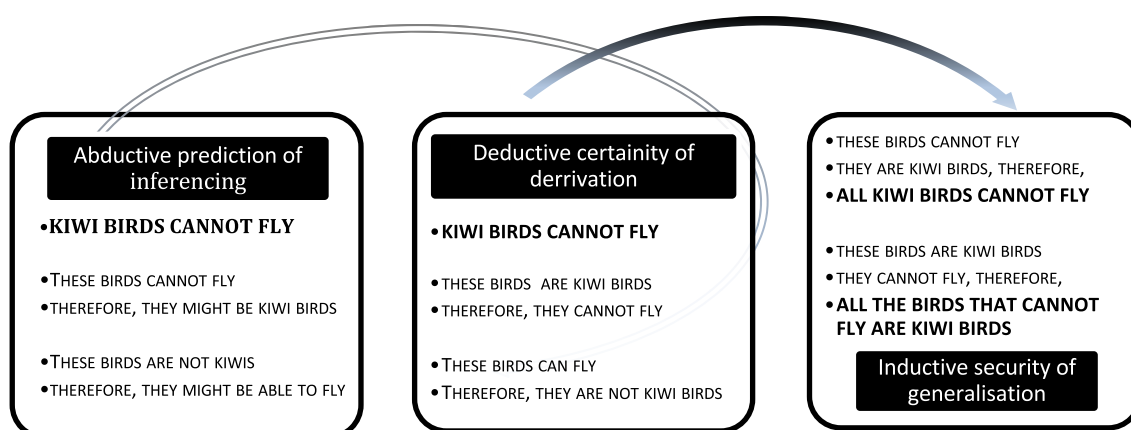 Abductive prediction of
inferencing
•KIWI BIRDS CANNOT FLY
•THESE BIRDS CANNOT FLY
•THEREFORE, THEY MIGHT BE KIWI BIRDS
•THESE BIRDS ARE NOT KIWIS
•THEREFORE, THEY MIGHT BE ABLE TO FLY
Deductive certainity of
derrivation
•KIWI BIRDS CANNOT FLY
•THESE BIRDS ARE KIWI BIRDS
•THEREFORE, THEY CANNOT FLY
•THESE BIRDS CAN FLY
•THEREFORE, THEY ARE NOT KIWI BIRDS
•THESE BIRDS CANNOT FLY
•THEY ARE KIWI BIRDS, THEREFORE,
•ALL KIWI BIRDS CANNOT FLY
•THESE BIRDS ARE KIWI BIRDS
•THEY CANNOT FLY, THEREFORE,
•ALL THE BIRDS THAT CANNOT
FLY ARE KIWI BIRDS
Inductive security of
generalisation